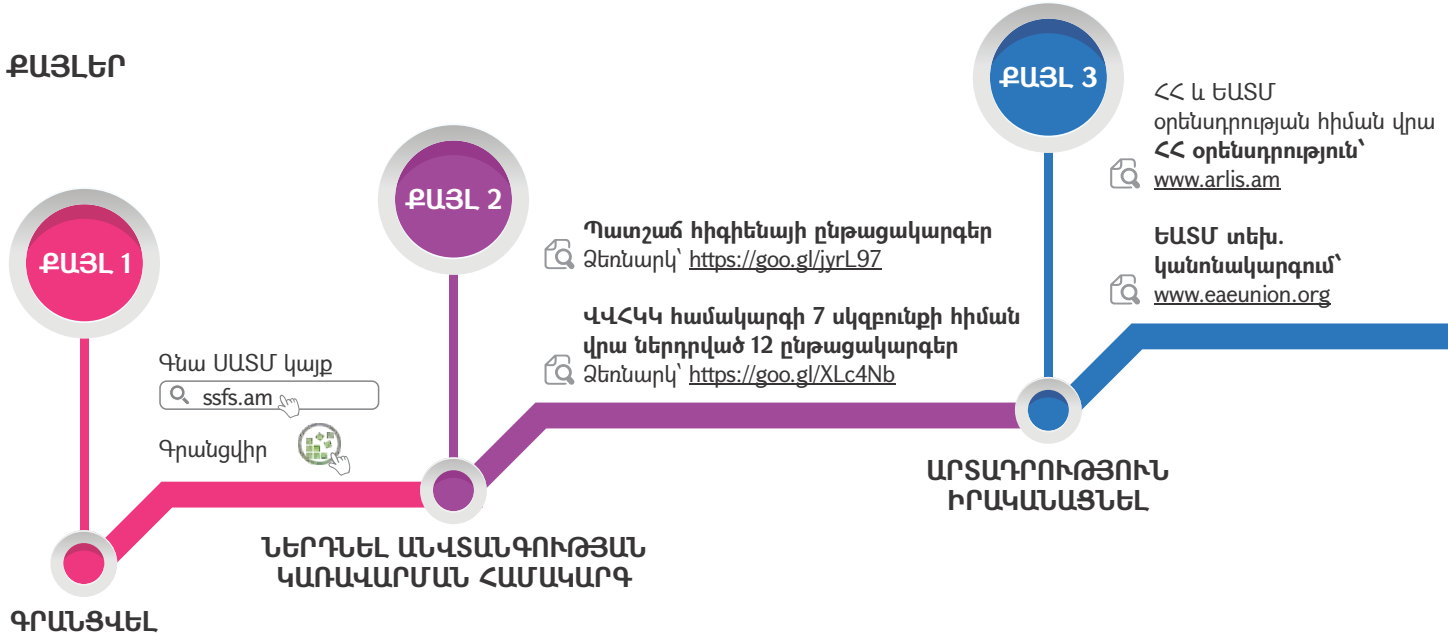 ՔԱՅԼԵՐ
ՔԱՅԼ 1
Գնա ՍԱՏՄ կայք
ssfs.am
Գրանցվիր
ԳՐԱՆՑՎԵԼ
ՔԱՅԼ 2
Պատշաճ հիգիենայի ընթացակարգեր
Ձեռնարկ՝ https://goo.gl/jyrL97
ՎՎՀԿԿ համակարգի 7 սկզբունքի հիման
վրա ներդրված 12 ընթացակարգեր
Ձեռնարկ՝ https://goo.gl/XLc4Nb
ՆԵՐԴՆԵԼ ԱՆՎՏԱՆԳՈՒԹՅԱՆ
ԿԱՌԱՎԱՐՄԱՆ ՀԱՄԱԿԱՐԳ
ՔԱՅԼ 3
ՀՀ և ԵԱՏՄ
օրենսդրության հիման վրա
ՀՀ օրենսդրություն՝
www.arlis.am
ԵԱՏՄ տեխ.
կանոնակարգում՝
www.eaeunion.org
ԱՐՏԱԴՐՈՒԹՅՈՒՆ
ԻՐԱԿԱՆԱՑՆԵԼ